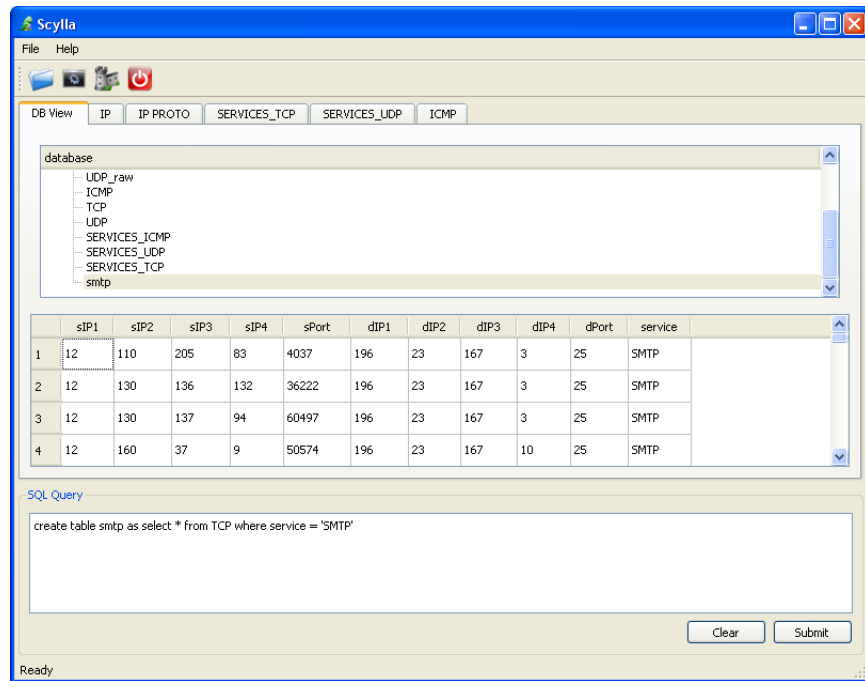 Scylla
File Help
DB View IP IP PROTO SERVICES_TCP SERVICES_UDP ICMP
database
UDP_raw
ICMP
TCP
UDP
SERVICES_ICMP
SERVICES_UDP
SERVICES_TCP
smtp
sIP1 sIP2 sIP3 sIP4 sPort dIP1 dIP2 dIP3 dIP4 dPort service
1 12 110 205 83 4037 196 23 167 3 25 SMTP
2 12 130 136 132 36222 196 23 167 3 25 SMTP
3 12 130 137 94 60497 196 23 167 3 25 SMTP
4 12 160 37 9 50574 196 23 167 10 25 SMTP
SQL Query
create table smtp as select * from TCP where service = 'SMTP'
Clear Submit
Ready